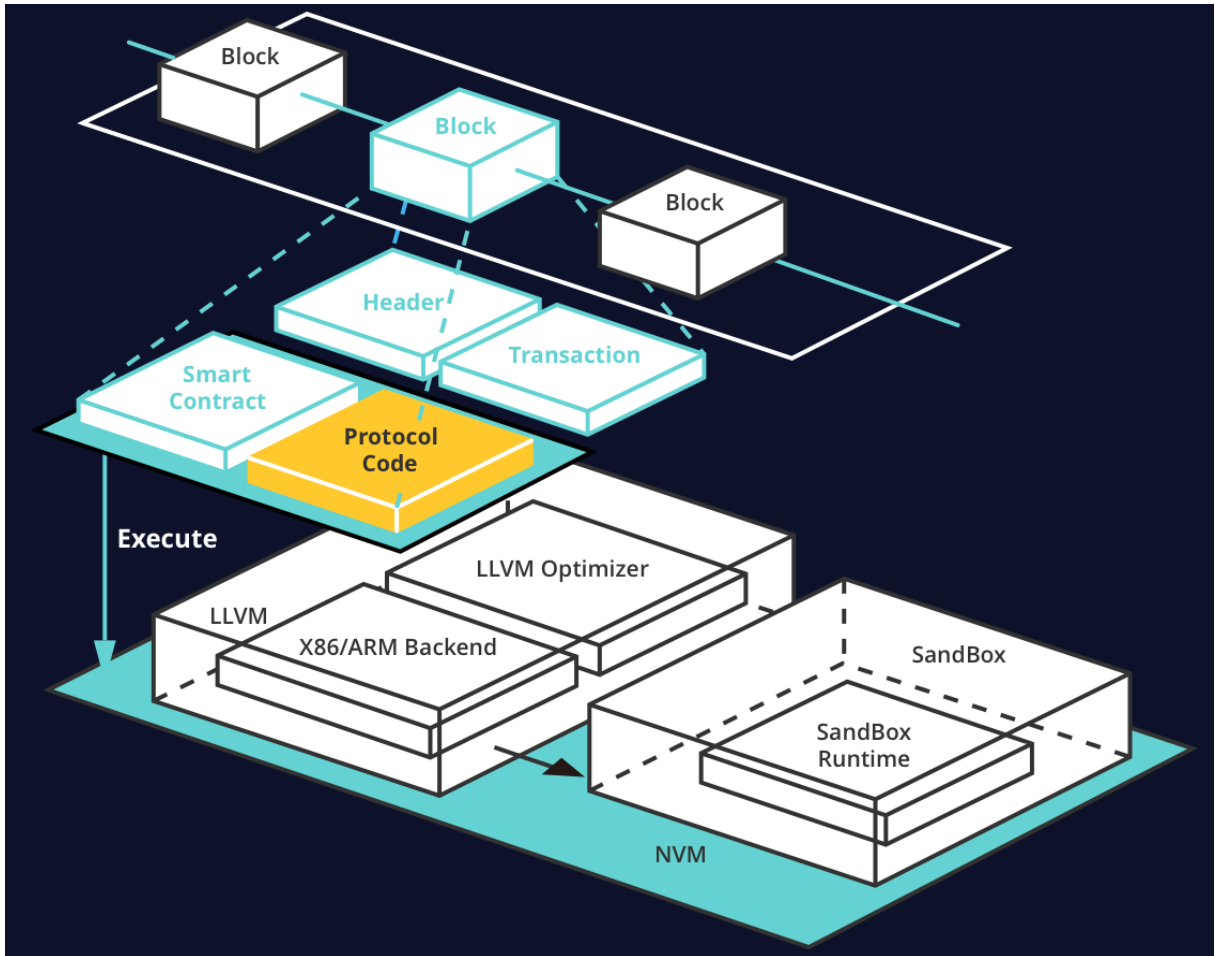 Block
Block
Block
Header
Transaction
Smart
Contract
Protocol
Code
Execute
LLVM Optimizer
LLVM
X86/ARM Backend
SandBox
SandBox
Runtime
NVM